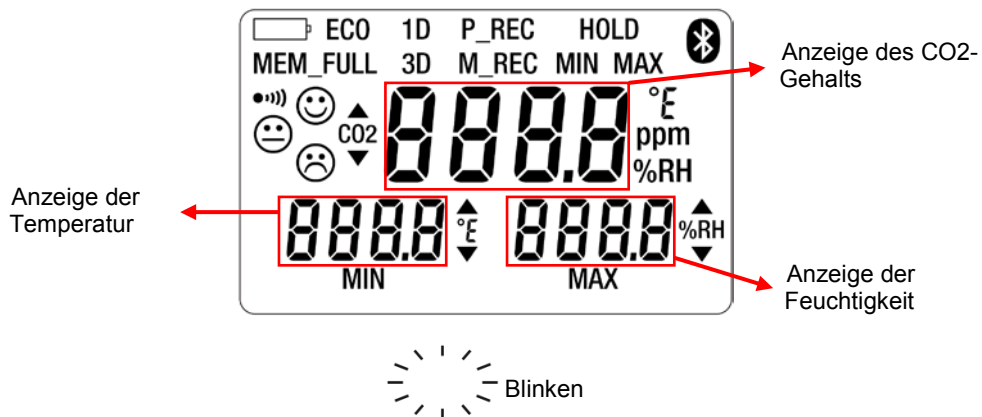 ECO 1D P_REC HOLD
MEM_FULL 3D M_REC MIN MAX
Anzeige des CO2-
Gehalts
CO2
888.8
°E
ppm
%RH
Anzeige der
Temperatur
888.8 °E
888.8 %RH
MIN
MAX
Anzeige der
Feuchtigkeit
Blinken